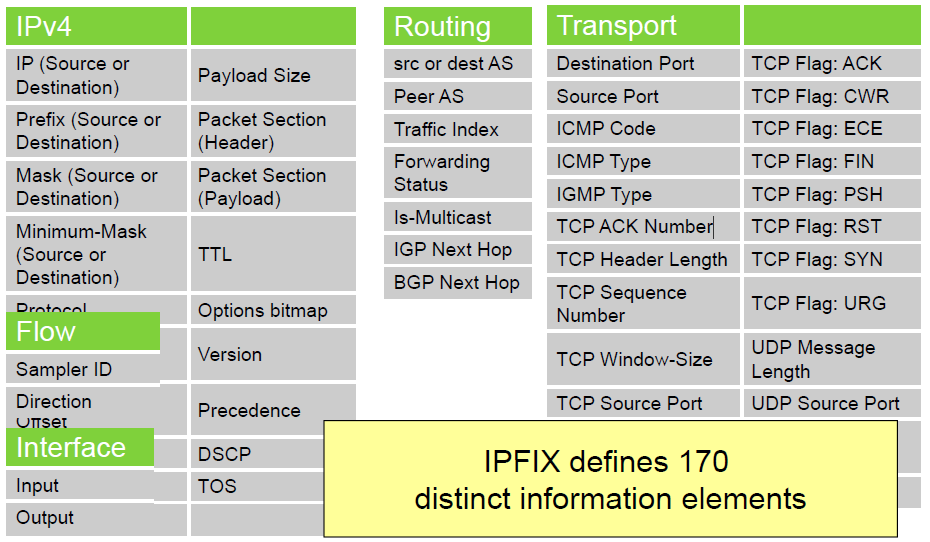 IPv4
IP (Source or
Destination)
Payload Size
Prefix (Source or
Destination)
Packet Section
(Header)
Mask (Source or
Destination)
Packet Section
(Payload)
Minimum-Mask
(Source or
Destination)
TTL
Protocol
Options bitmap
Version
Precedence
DSCP
TOS
Flow
Sampler ID
Direction
Offset
Interface
Input
Output
Routing
src or dest AS
Peer AS
Traffic Index
Forwarding
Status
Is-Multicast
IGP Next Hop
BGP Next Hop
Transport
Destination Port
TCP Flag: ACK
Source Port
TCP Flag: CWR
ICMP Code
TCP Flag: ECE
ICMP Type
TCP Flag: FIN
IGMP Type
TCP Flag: PSH
TCP ACK Number
TCP Flag: RST
TCP Header Length
TCP Flag: SYN
TCP Sequence
Number
TCP Flag: URG
TCP Window-Size
UDP Message
Length
TCP Source Port
UDP Source Port
IPFIX defines 170
distinct information elements